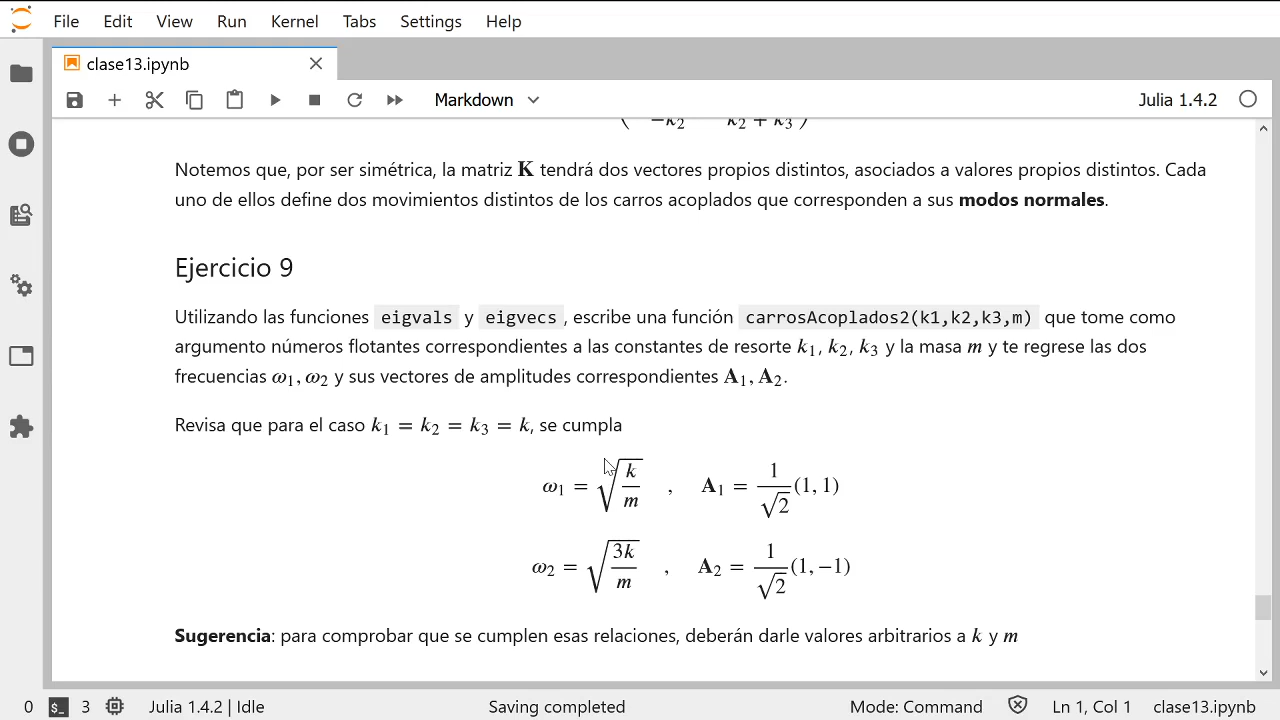 File Edit View Run Kernel Tabs Settings Help
clase13.ipynb
Markdown
Julia 1.4.2
−k₂ k₂ + k₃
Notemos que, por ser simétrica, la matriz K tendrá dos vectores propios distintos, asociados a valores propios distintos. Cada
uno de ellos define dos movimientos distintos de los carros acoplados que corresponden a sus modos normales.
Ejercicio 9
Utilizando las funciones eigvals y eigvecs , escribe una función carrosAcoplados2(k1,k2,k3,m) que tome como
argumento números flotantes correspondientes a las constantes de resorte k₁, k₂, k₃ y la masa m y te regrese las dos
frecuencias ω₁, ω₂ y sus vectores de amplitudes correspondientes A₁, A₂.
Revisa que para el caso k₁ = k₂ = k₃ = k, se cumpla
ω₁ = √(k/m) , A₁ = 1/√2 (1, 1)
ω₂ = √(3k/m) , A₂ = 1/√2 (1, −1)
Sugerencia: para comprobar que se cumplen esas relaciones, deberán darle valores arbitrarios a k y m
0 $_ 3 Julia 1.4.2 | Idle Saving completed Mode: Command Ln 1, Col 1 clase13.ipynb